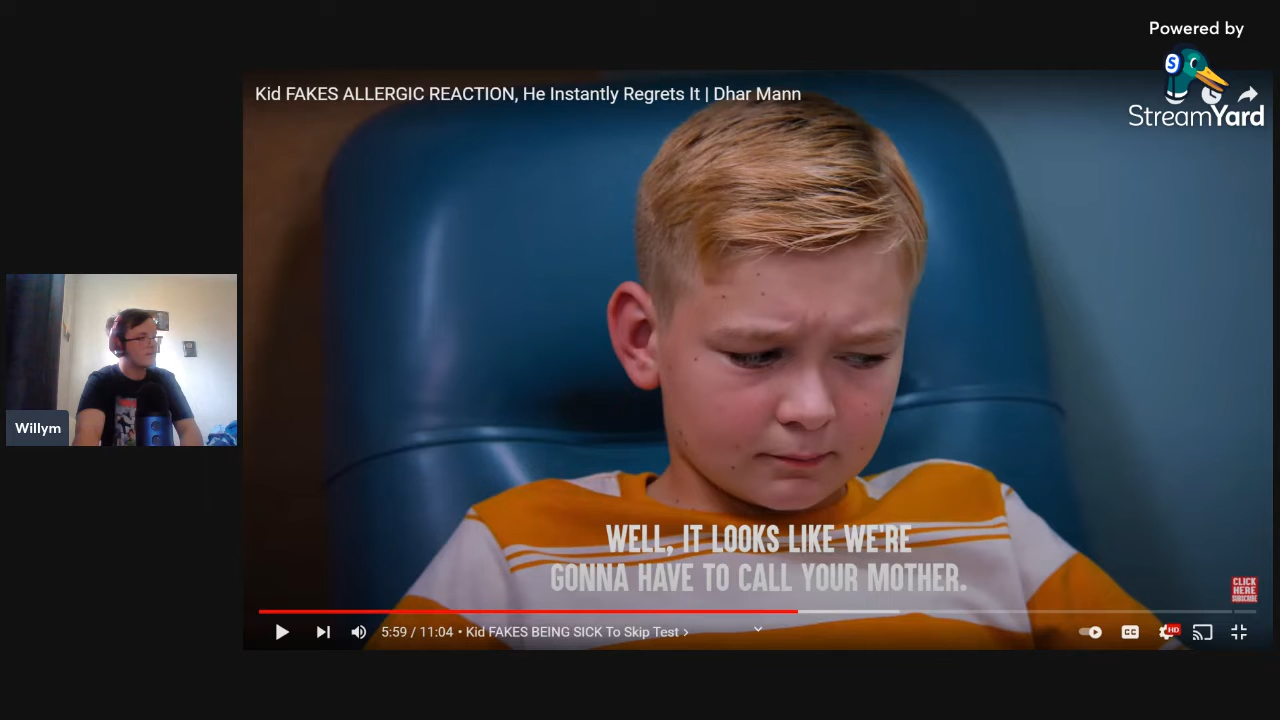 Powered by
S
StreamYard
Kid FAKES ALLERGIC REACTION, He Instantly Regrets It | Dhar Mann
Willym
WELL, IT LOOKS LIKE WE'RE
GONNA HAVE TO CALL YOUR MOTHER.
CLICK
HERE
SUBSCRIBE
5:59 / 11:04 • Kid FAKES BEING SICK To Skip Test ›
CC
HD